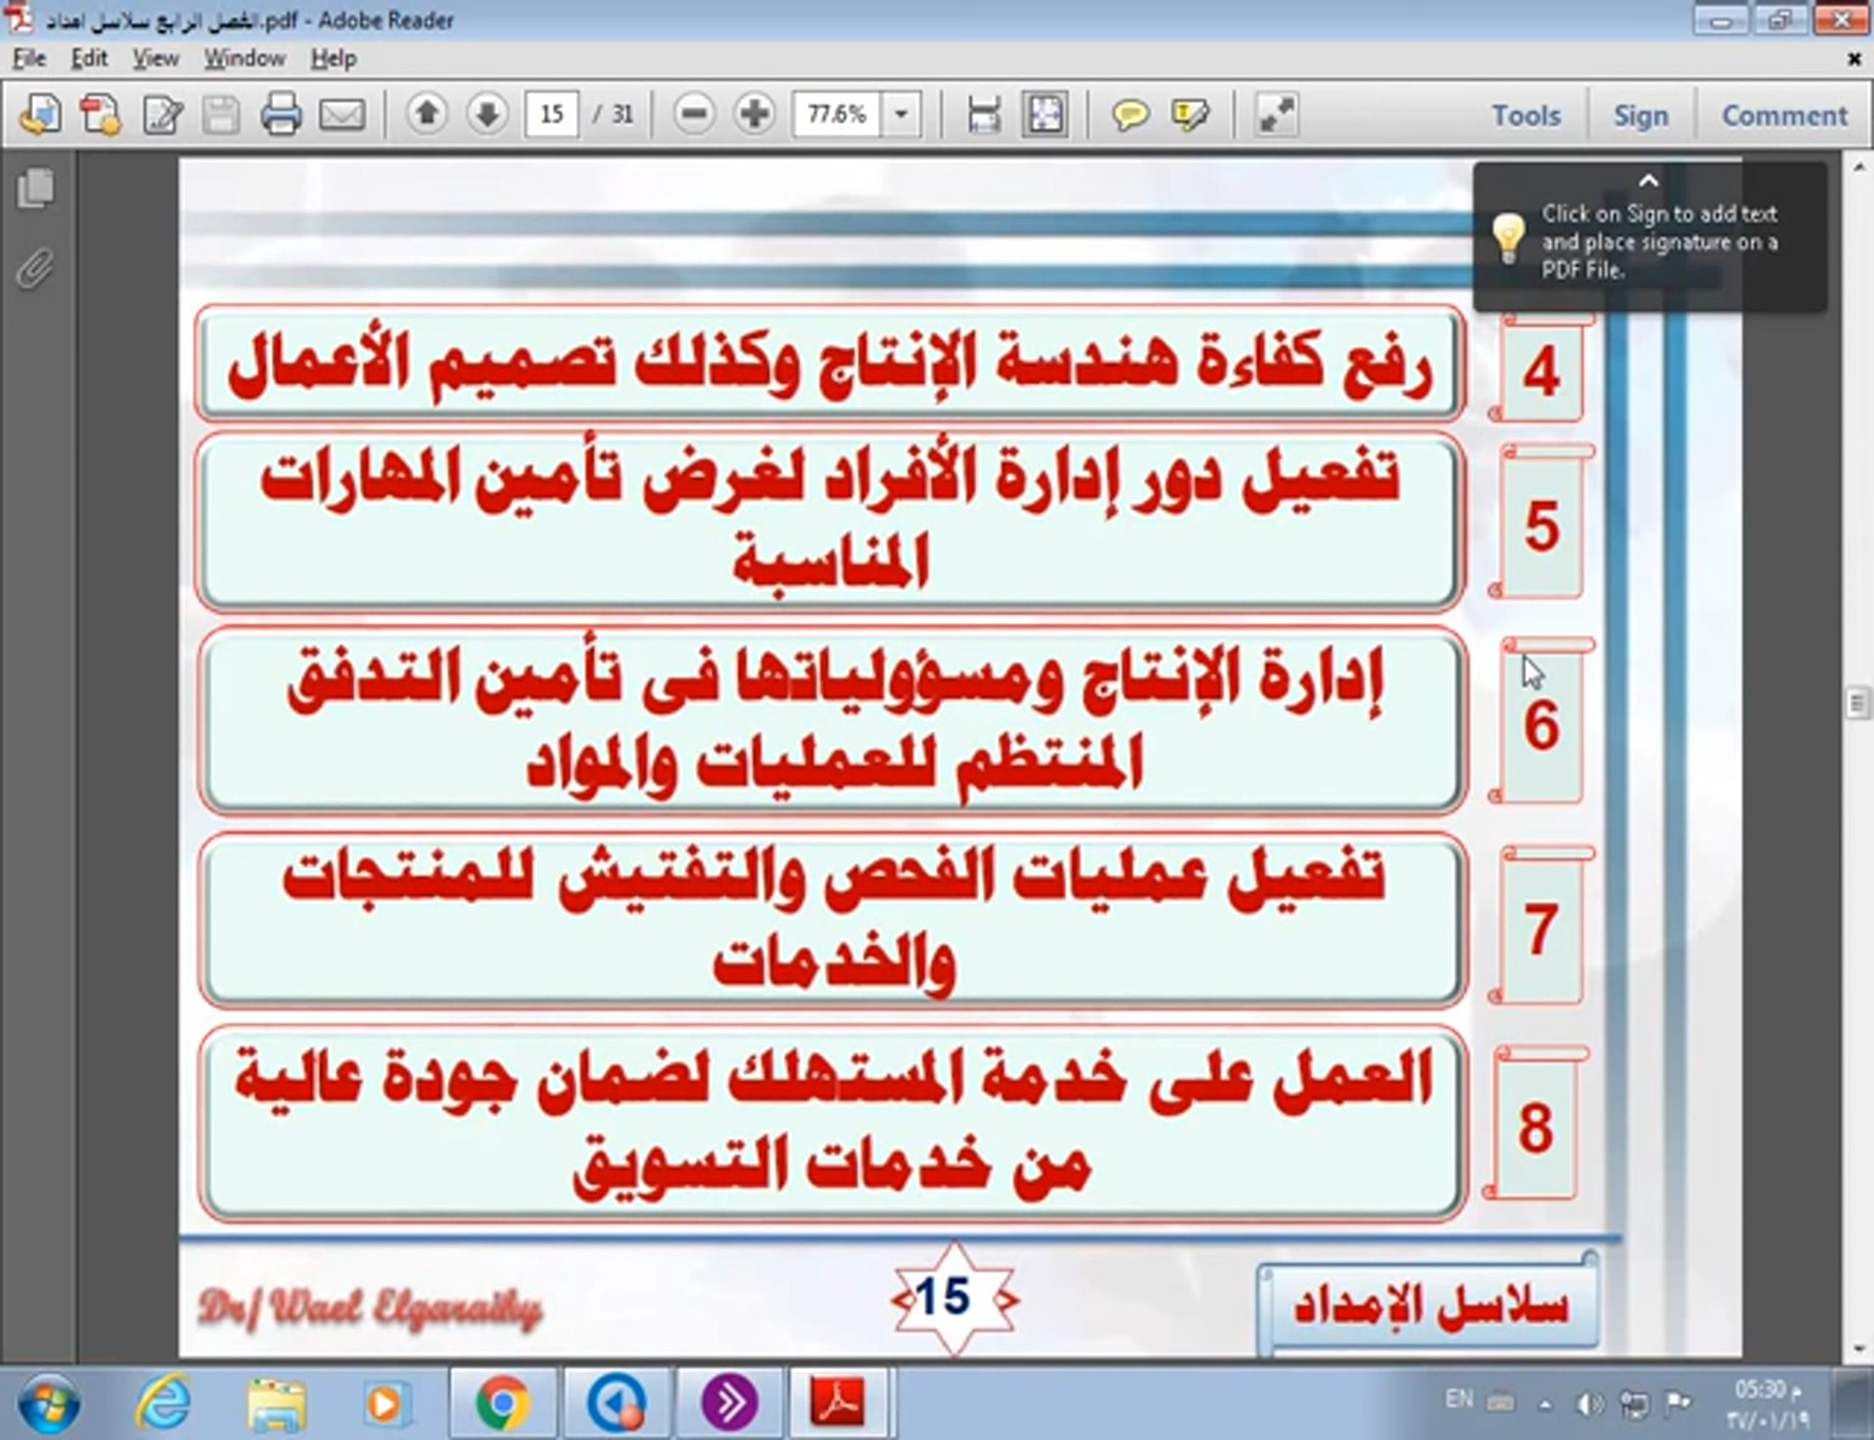 الفصل الرابع سلاسل امداد.pdf - Adobe Reader
File Edit View Window Help
15 / 31 77.6% Tools Sign Comment
Click on Sign to add text
and place signature on a
PDF File.
4 رفع كفاءة هندسة الإنتاج وكذلك تصميم الأعمال
5 تفعيل دور إدارة الأفراد لغرض تأمين المهارات
المناسبة
6 إدارة الإنتاج ومسؤولياتها فى تأمين التدفق
المنتظم للعمليات والمواد
7 تفعيل عمليات الفحص والتفتيش للمنتجات
والخدمات
8 العمل على خدمة المستهلك لضمان جودة عالية
من خدمات التسويق
سلاسل الإمداد
15
Dr/ Wael Elgaraihy
EN
05:30 م
٣٧/٠١/١٩